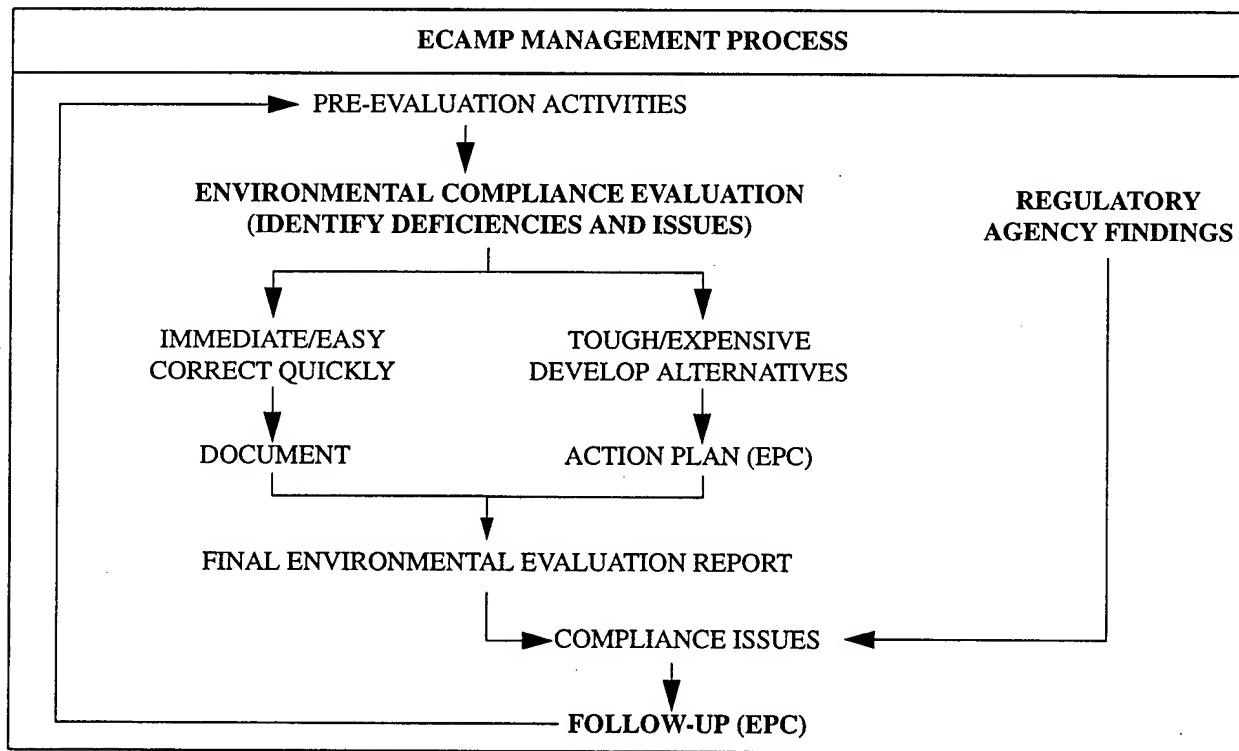 ECAMP MANAGEMENT PROCESS
PRE-EVALUATION ACTIVITIES
ENVIRONMENTAL COMPLIANCE EVALUATION
(IDENTIFY DEFICIENCIES AND ISSUES)
REGULATORY
AGENCY FINDINGS
IMMEDIATE/EASY
CORRECT QUICKLY
TOUGH/EXPENSIVE
DEVELOP ALTERNATIVES
DOCUMENT
ACTION PLAN (EPC)
FINAL ENVIRONMENTAL EVALUATION REPORT
COMPLIANCE ISSUES
FOLLOW-UP (EPC)